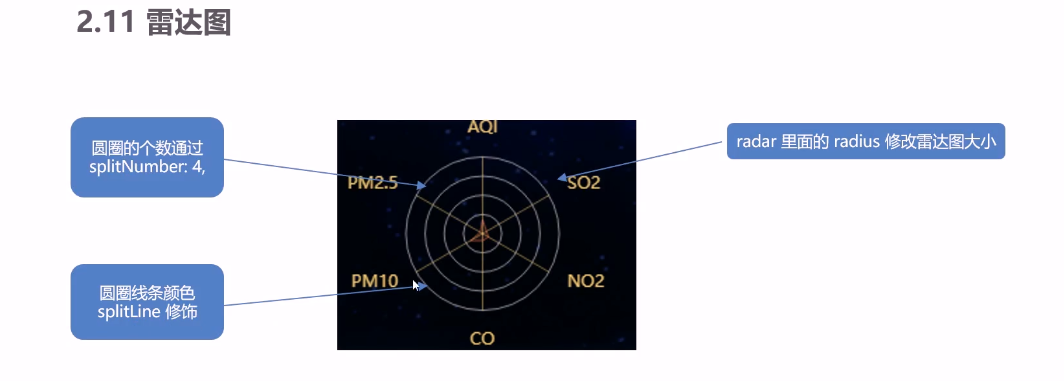 2.11 雷达图
圆圈的个数通过
splitNumber: 4,
radar 里面的 radius 修改雷达图大小
AQI
PM2.5
SO2
PM10
NO2
CO
圆圈线条颜色
splitLine 修饰